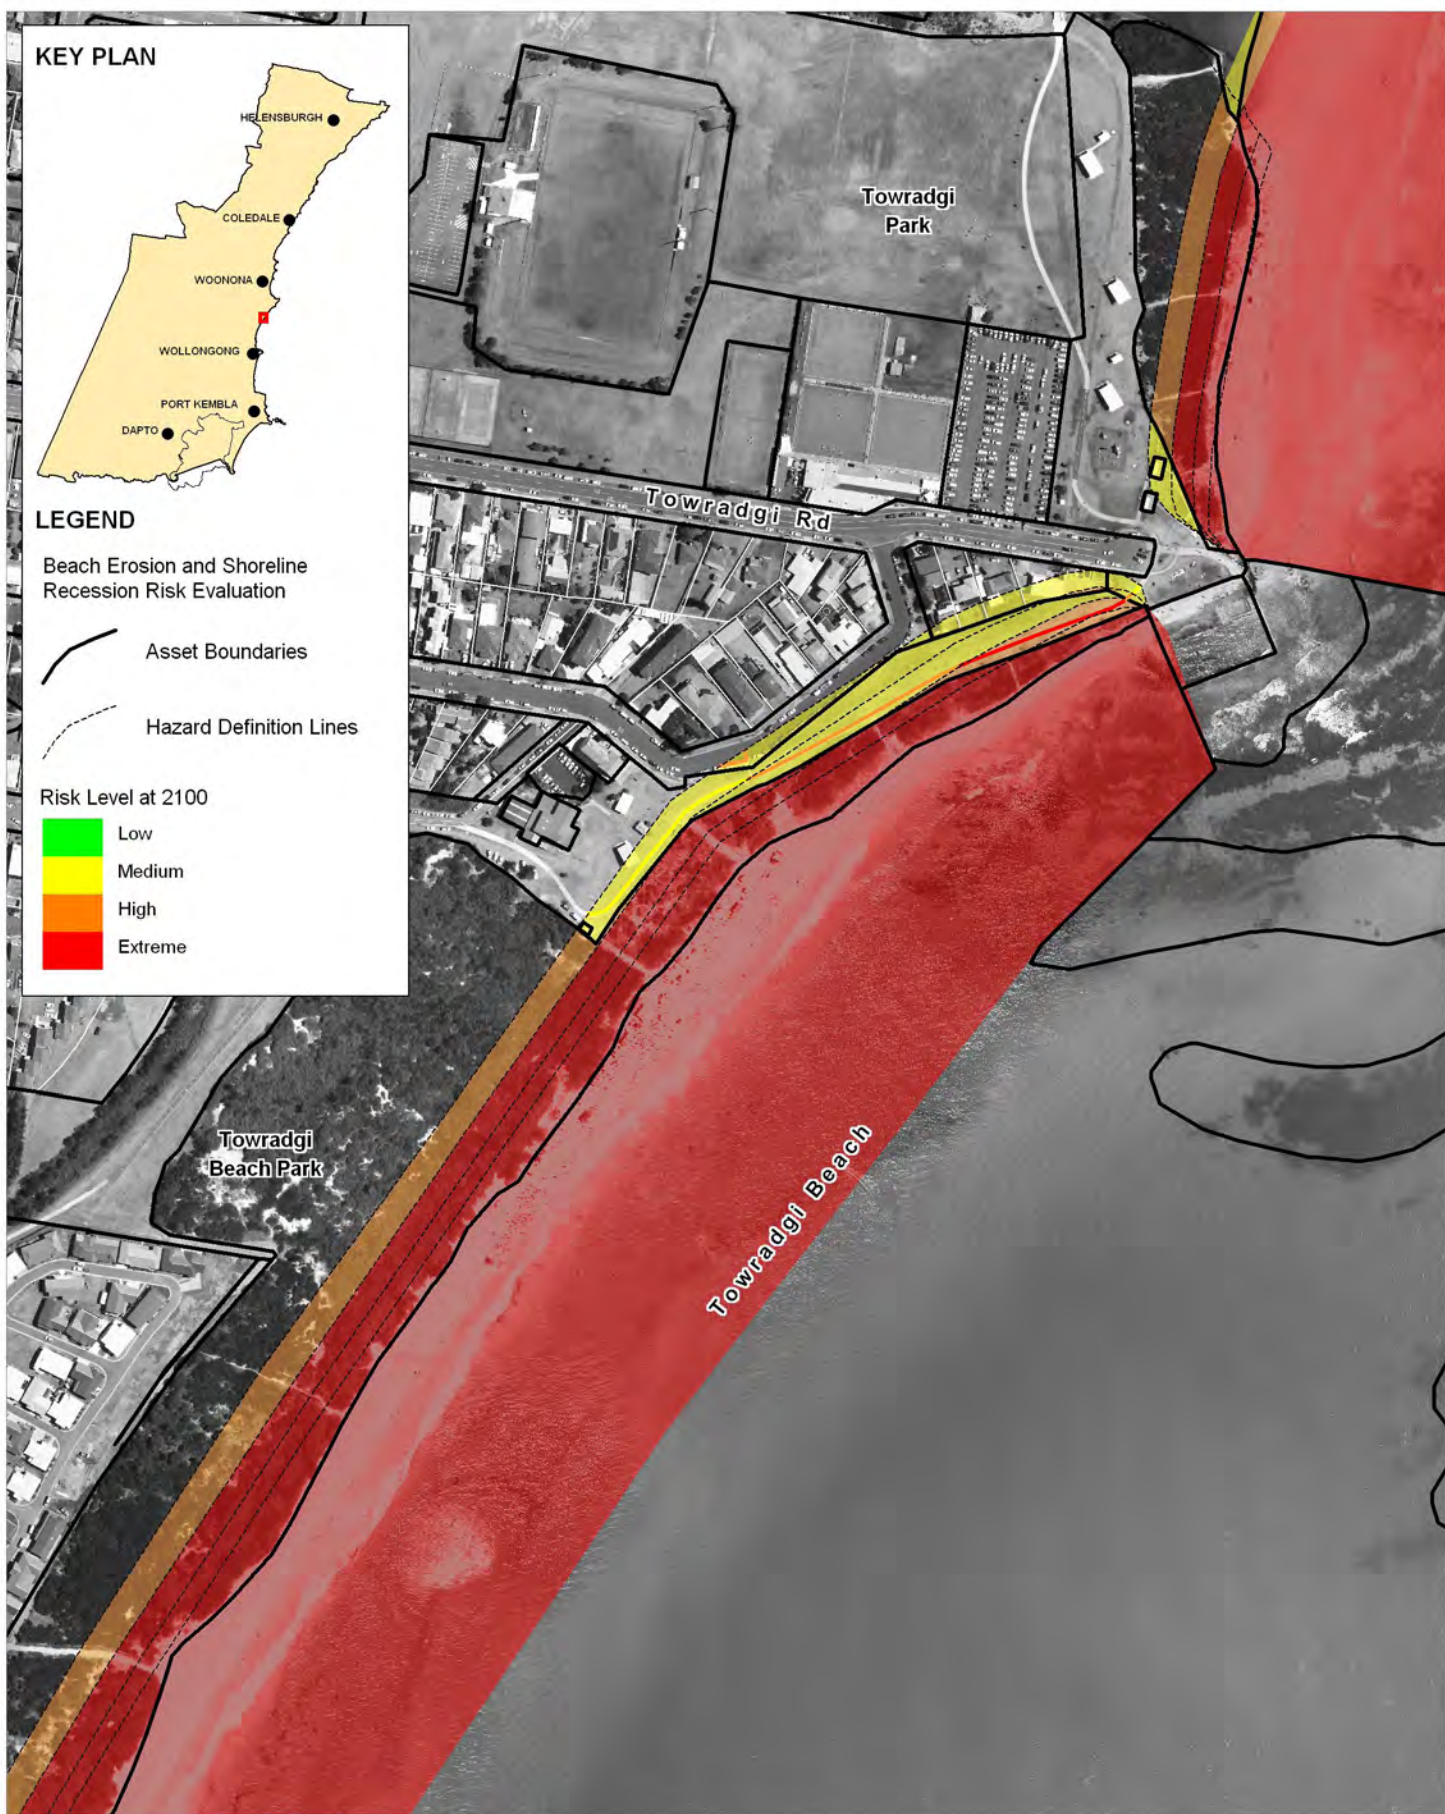 KEY PLAN
HELENSBURGH
COLEDALE
WOONONA
WOLLONGONG
PORT KEMBLA
DAPTO
LEGEND
Beach Erosion and Shoreline
Recession Risk Evaluation
Asset Boundaries
Hazard Definition Lines
Risk Level at 2100
Low
Medium
High
Extreme
Towradgi
Park
Towradgi Rd
Towradgi
Beach Park
Towradgi Beach